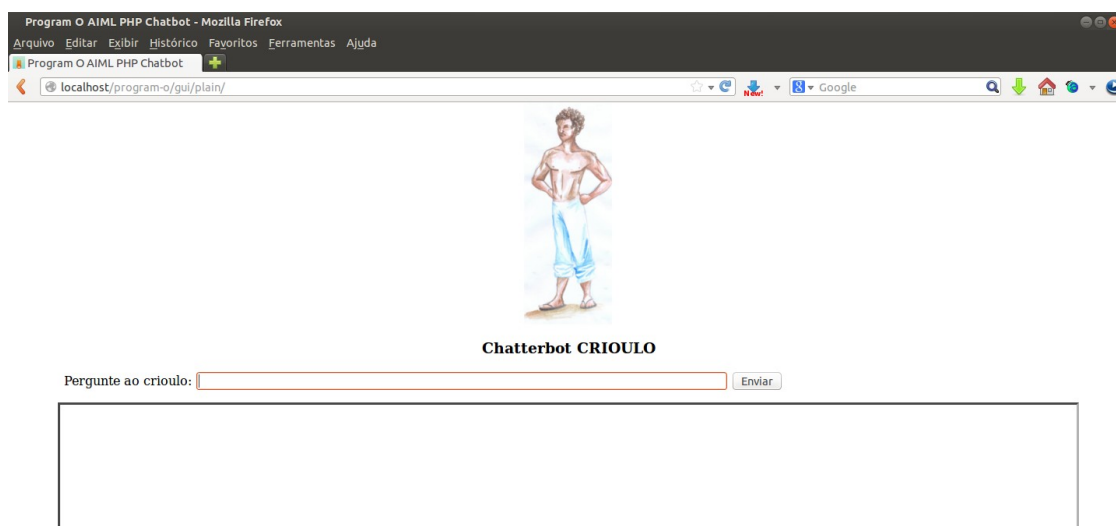 Program O AIML PHP Chatbot - Mozilla Firefox
Arquivo Editar Exibir Histórico Favoritos Ferramentas Ajuda
Program O AIML PHP Chatbot
localhost/program-o/gui/plain/ New! Google
Chatterbot CRIOULO
Pergunte ao crioulo: Enviar